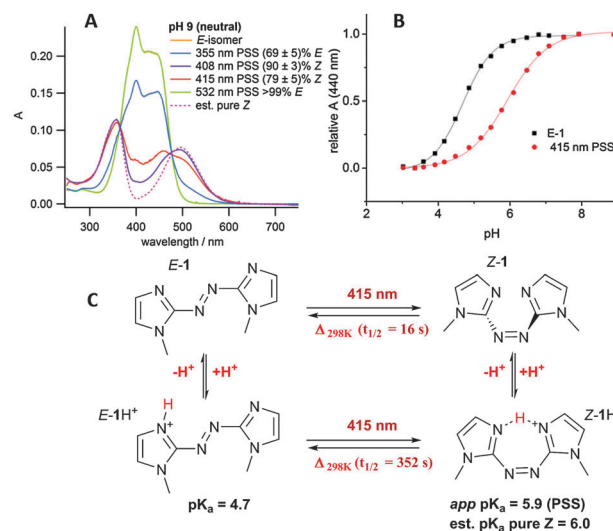 A
pH 9 (neutral)
E-isomer
355 nm PSS (69 ± 5)% E
408 nm PSS (90 ± 3)% Z
415 nm PSS (79 ± 5)% Z
532 nm PSS >99% E
est. pure Z
A
0.20
0.15
0.10
0.05
0.00
300 400 500 600 700
wavelength / nm
B
relative A (440 nm)
1.0
0.5
0.0
E-1
415 nm PSS
2 4 6 8
pH
C
E-1
N
N
N
N
N
N
415 nm
Δ298K (t1/2 = 16 s)
Z-1
N
N
N
N
N=N
-H+ +H+
-H+ +H+
E-1H+
H
N+
N
N
N
N
N
415 nm
Δ298K (t1/2 = 352 s)
Z-1H
N
H
+N
N
N
N=N
pKa = 4.7
app pKa = 5.9 (PSS)
est. pKa pure Z = 6.0